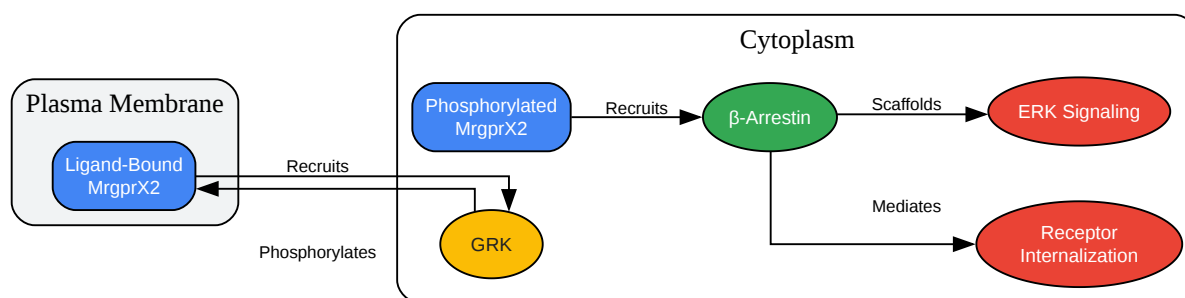 Cytoplasm
Plasma Membrane
Phosphorylated
MrgprX2
Recruits
β-Arrestin
Scaffolds
ERK Signaling
Ligand-Bound
MrgprX2
Recruits
Mediates
Receptor
Internalization
GRK
Phosphorylates